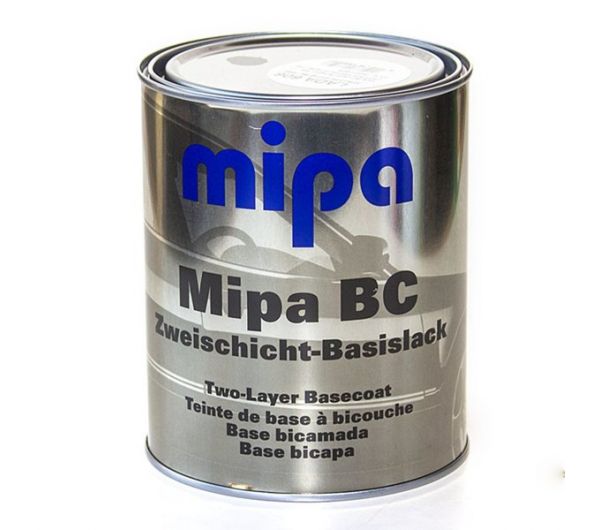 mipa
Mipa BC
Zweischicht-Basislack
Two-Layer Basecoat
Teinte de base à bicouche
Base bicamada
Base bicapa